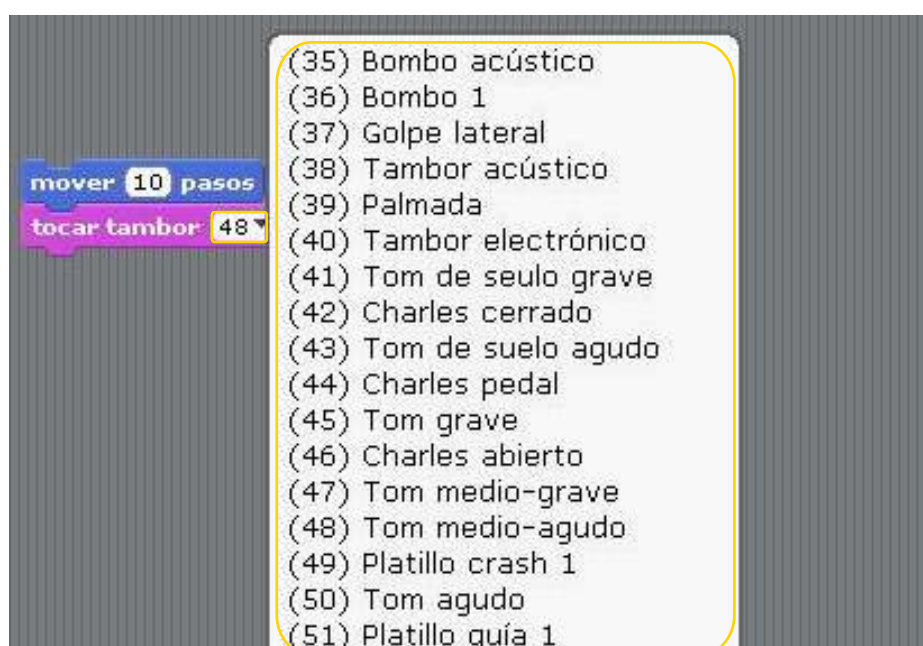 mover 10 pasos
tocar tambor 48
(35) Bombo acústico
(36) Bombo 1
(37) Golpe lateral
(38) Tambor acústico
(39) Palmada
(40) Tambor electrónico
(41) Tom de seulo grave
(42) Charles cerrado
(43) Tom de suelo agudo
(44) Charles pedal
(45) Tom grave
(46) Charles abierto
(47) Tom medio-grave
(48) Tom medio-agudo
(49) Platillo crash 1
(50) Tom agudo
(51) Platillo guía 1